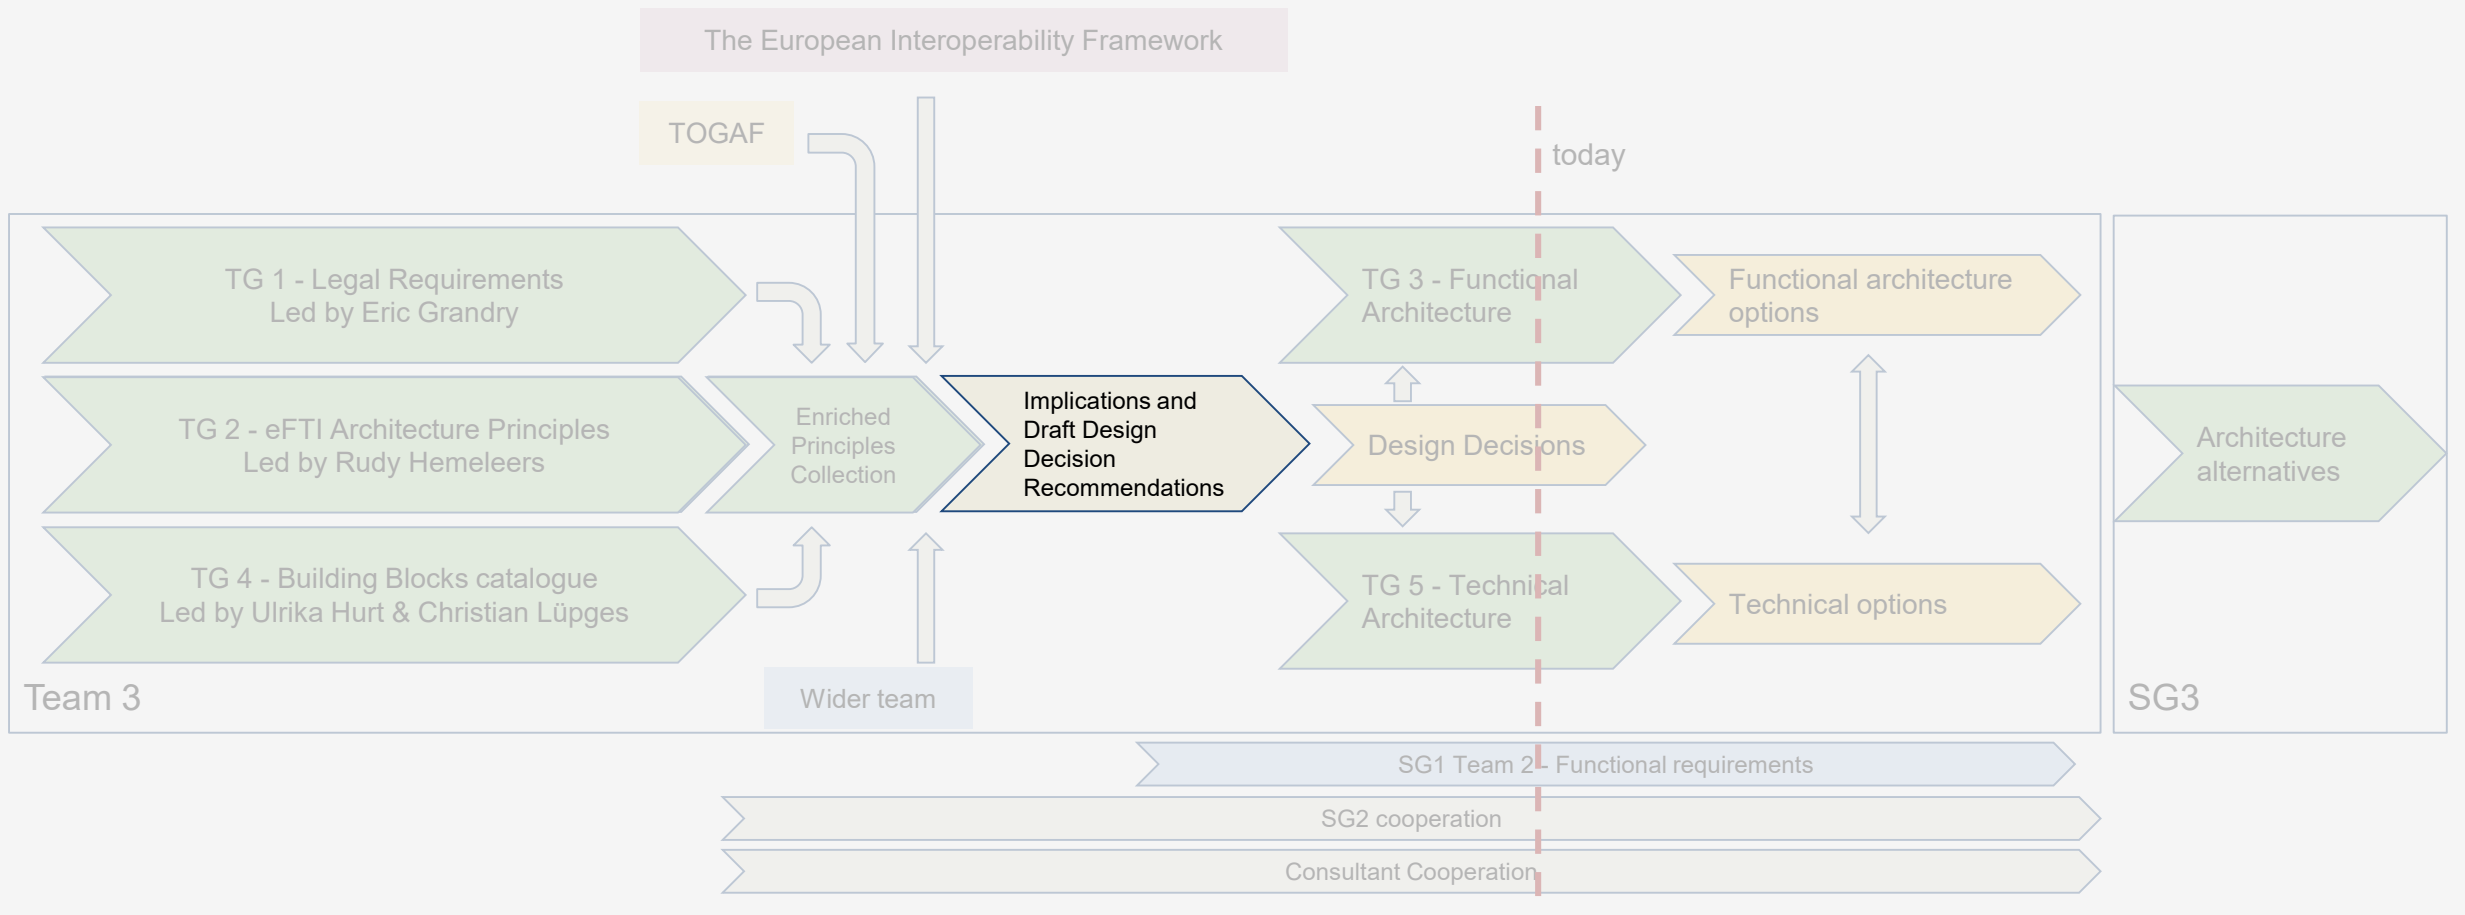 The European Interoperability Framework
TOGAF
today
TG 1 - Legal Requirements
Led by Eric Grandry
TG 2 - eFTI Architecture Principles
Led by Rudy Hemeleers
TG 4 - Building Blocks catalogue
Led by Ulrika Hurt & Christian Lüpges
Enriched
Principles
Collection
Implications and
Draft Design
Decision
Recommendations
TG 3 - Functional
Architecture
Design Decisions
TG 5 - Technical
Architecture
Functional architecture
options
Technical options
Architecture
alternatives
Team 3
Wider team
SG3
SG1 Team 2 - Functional requirements
SG2 cooperation
Consultant Cooperation